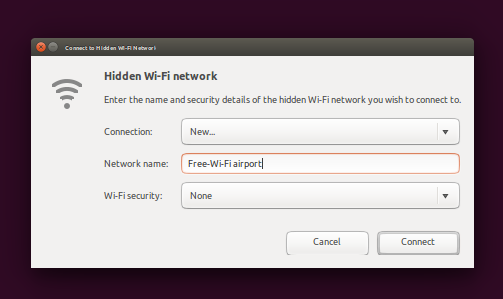 Connect to Hidden Wi-Fi Network
Hidden Wi-Fi network
Enter the name and security details of the hidden Wi-Fi network you wish to connect to.
Connection: New...
Network name: Free-Wi-Fi airport
Wi-Fi security: None
Cancel Connect